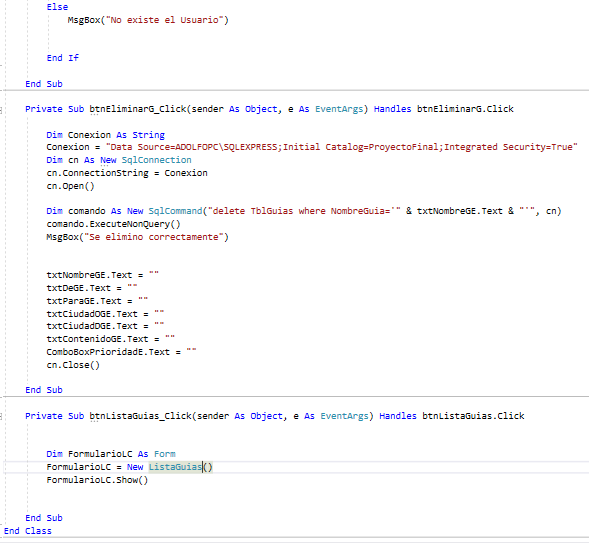 Else
MsgBox("No existe el Usuario")
End If
End Sub
Private Sub btnEliminarG_Click(sender As Object, e As EventArgs) Handles btnEliminarG.Click
Dim Conexion As String
Conexion = "Data Source=ADOLFOPC\SQLEXPRESS;Initial Catalog=ProyectoFinal;Integrated Security=True"
Dim cn As New SqlConnection
cn.ConnectionString = Conexion
cn.Open()
Dim comando As New SqlCommand("delete TblGuias where NombreGuia='" & txtNombreGE.Text & "'", cn)
comando.ExecuteNonQuery()
MsgBox("Se elimino correctamente")
txtNombreGE.Text = ""
txtDeGE.Text = ""
txtParaGE.Text = ""
txtCiudadOGE.Text = ""
txtCiudadDGE.Text = ""
txtContenidoGE.Text = ""
ComboBoxPrioridadE.Text = ""
cn.Close()
End Sub
Private Sub btnListaGuias_Click(sender As Object, e As EventArgs) Handles btnListaGuias.Click
Dim FormularioLC As Form
FormularioLC = New ListaGuias()
FormularioLC.Show()
End Sub
End Class